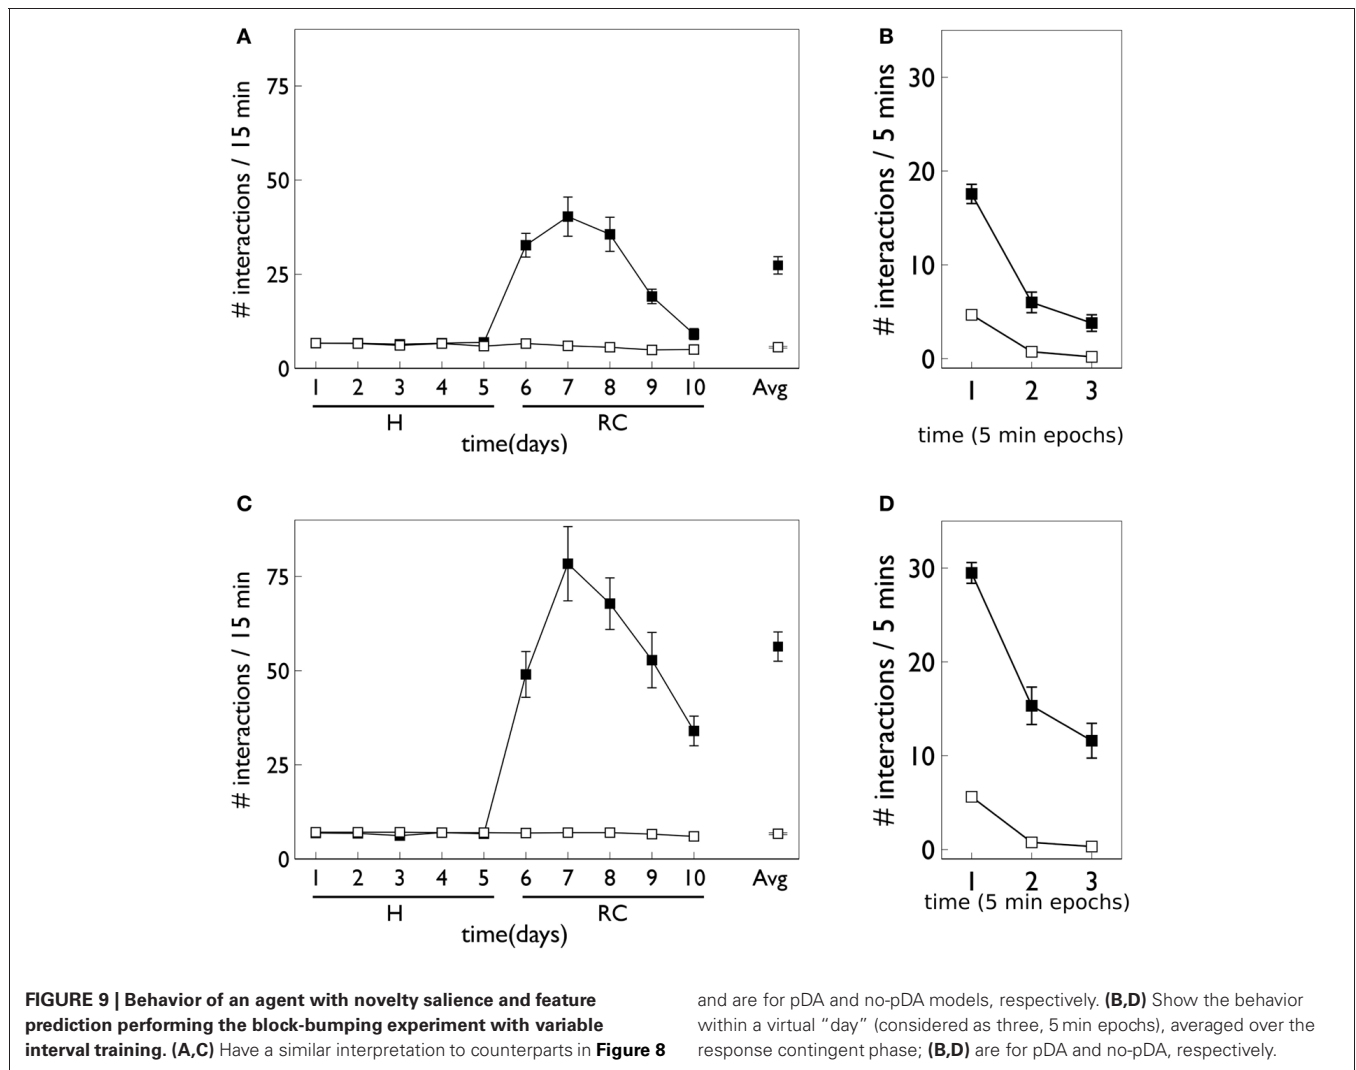 A
# interactions / 15 min
75
50
25
0
1 2 3 4 5 6 7 8 9 10 Avg
H RC
time(days)
B
# interactions / 5 mins
30
20
10
0
1 2 3
time (5 min epochs)
C
# interactions / 15 min
75
50
25
0
1 2 3 4 5 6 7 8 9 10 Avg
H RC
time(days)
D
# interactions / 5 mins
30
20
10
0
1 2 3
time (5 min epochs)
FIGURE 9 | Behavior of an agent with novelty salience and feature
prediction performing the block-bumping experiment with variable
interval training. (A,C) Have a similar interpretation to counterparts in Figure 8
and are for pDA and no-pDA models, respectively. (B,D) Show the behavior
within a virtual “day” (considered as three, 5 min epochs), averaged over the
response contingent phase; (B,D) are for pDA and no-pDA, respectively.